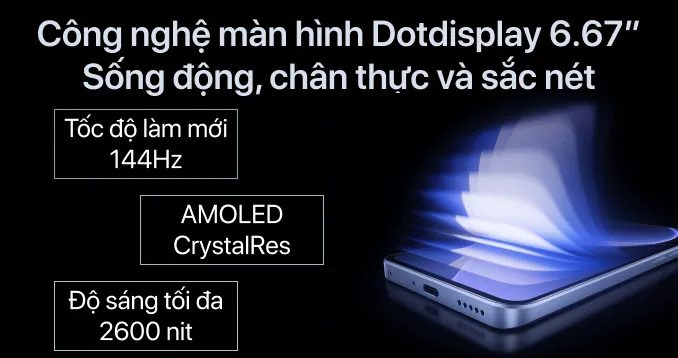 Công nghệ màn hình Dotdisplay 6.67"
Sống động, chân thực và sắc nét
Tốc độ làm mới
144Hz
AMOLED
CrystalRes
Độ sáng tối đa
2600 nit